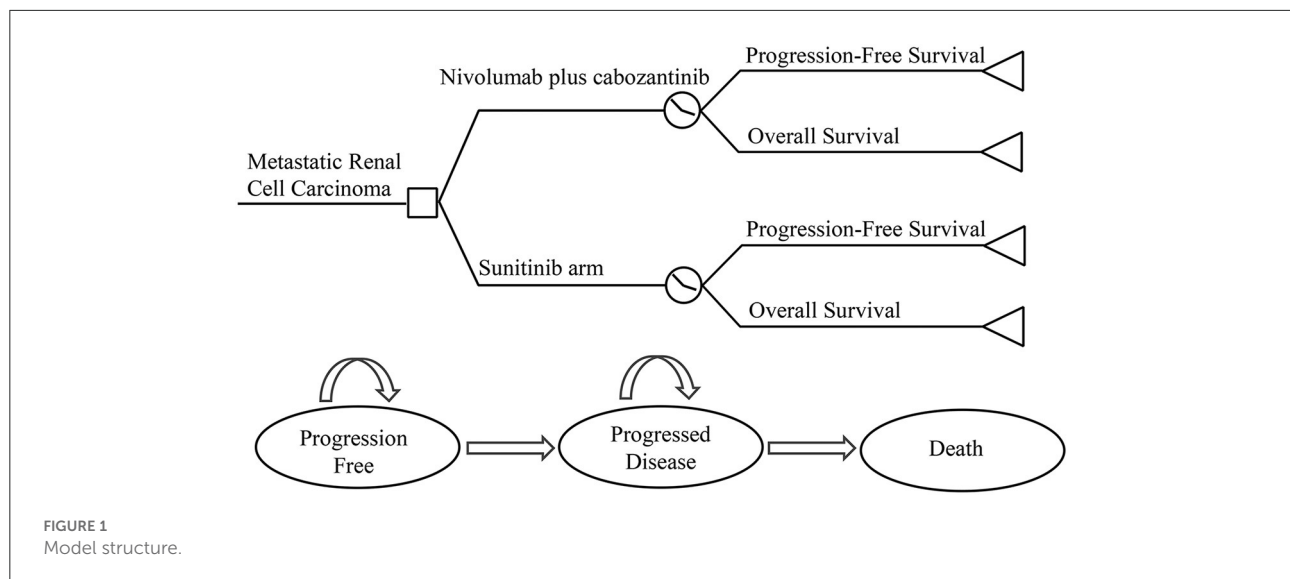 Progression-Free Survival
Nivolumab plus cabozantinib
Overall Survival
Metastatic Renal
Cell Carcinoma
Progression-Free Survival
Sunitinib arm
Overall Survival
Progression
Free
Progressed
Disease
Death
FIGURE 1
Model structure.